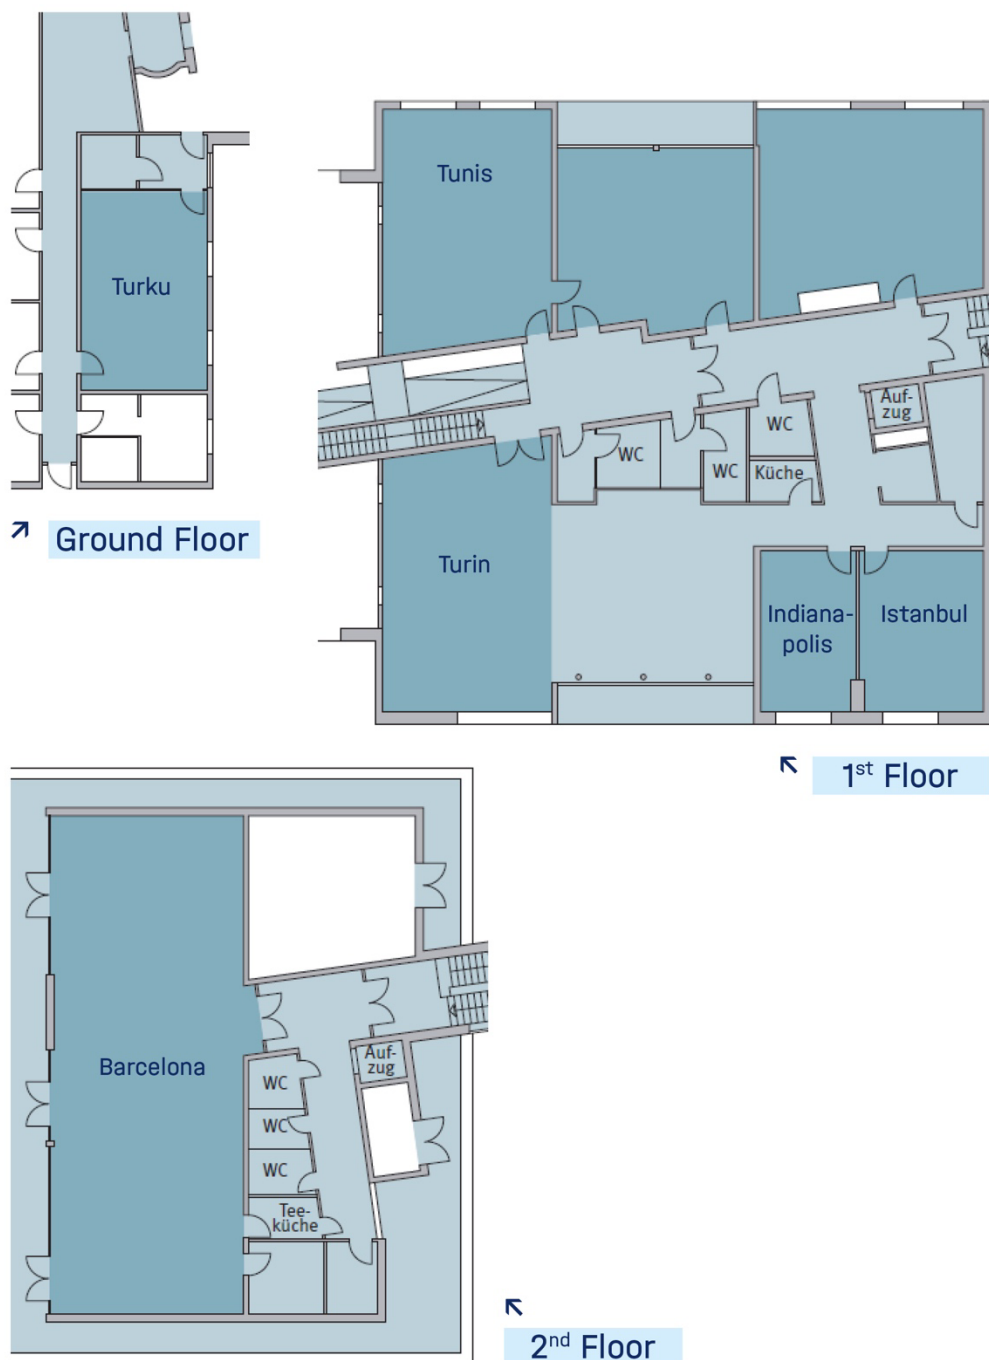 Turku
↗ Ground Floor
Tunis
Auf-
zug
WC
WC
WC
Küche
Turin
Indiana-
polis
Istanbul
↖ 1st Floor
Barcelona
Auf-
zug
WC
WC
WC
Tee-
küche
↖
2nd Floor